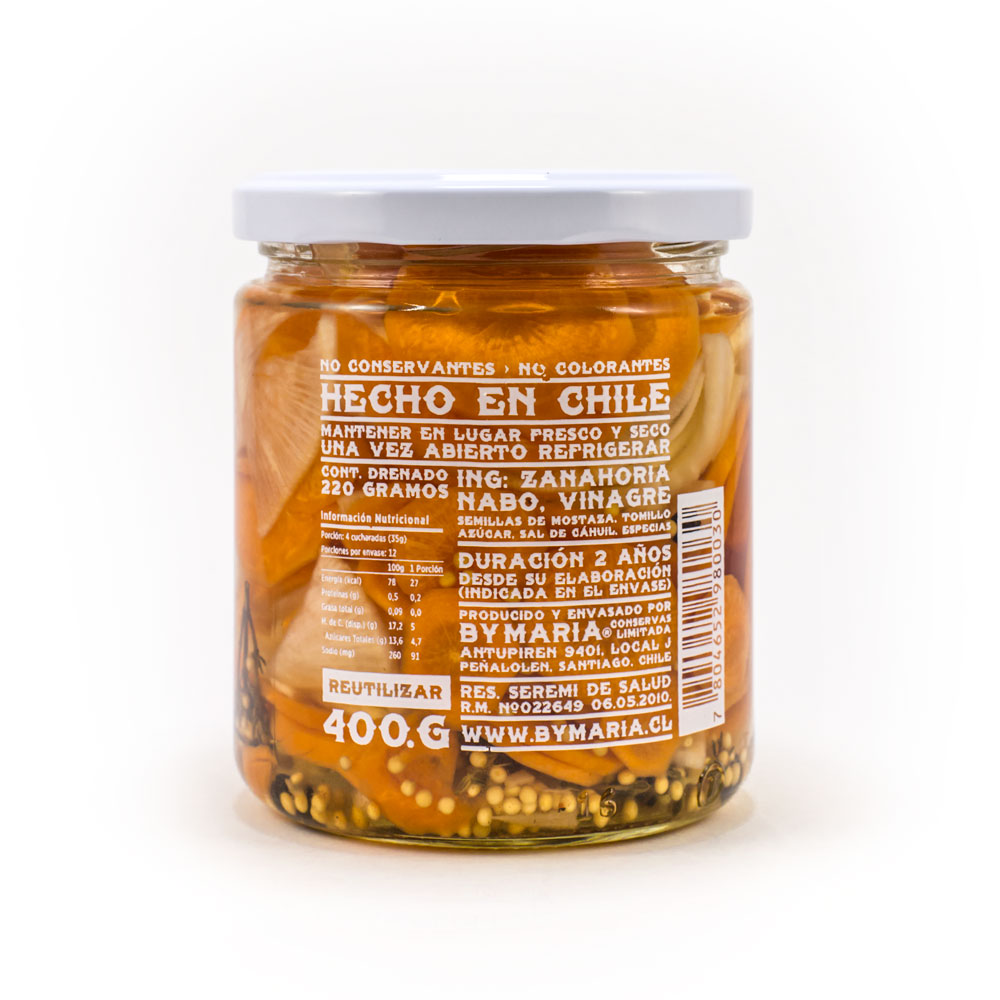 NO CONSERVANTES › NO COLORANTES
HECHO EN CHILE
MANTENER EN LUGAR FRESCO Y SECO
UNA VEZ ABIERTO REFRIGERAR
CONT. DRENADO
220 GRAMOS
Información Nutricional
Porción: 4 cucharadas (35g)
Porciones por envase: 12
100g 1 Porción
Energía (kcal) 78 27
Proteínas (g) 0,5 0,2
Grasa total (g) 0,09 0,0
H. de C. (disp.) (g) 17,2 5
Azúcares Totales (g) 13,6 4,7
Sodio (mg) 260 91
REUTILIZAR
400.G
ING: ZANAHORIA
NABO, VINAGRE
SEMILLAS DE MOSTAZA, TOMILLO
AZÚCAR, SAL DE CÁHUIL, ESPECIAS
DURACIÓN 2 AÑOS
DESDE SU ELABORACIÓN
(INDICADA EN EL ENVASE)
PRODUCIDO Y ENVASADO POR
BYMARIA® CONSERVAS LIMITADA
ANTUPIREN 9401, LOCAL J
PEÑALOLEN, SANTIAGO, CHILE
RES. SEREMI DE SALUD
R.M. Nº022649 06.05.2010.
WWW.BYMARIA.CL
7 804652 980030
16